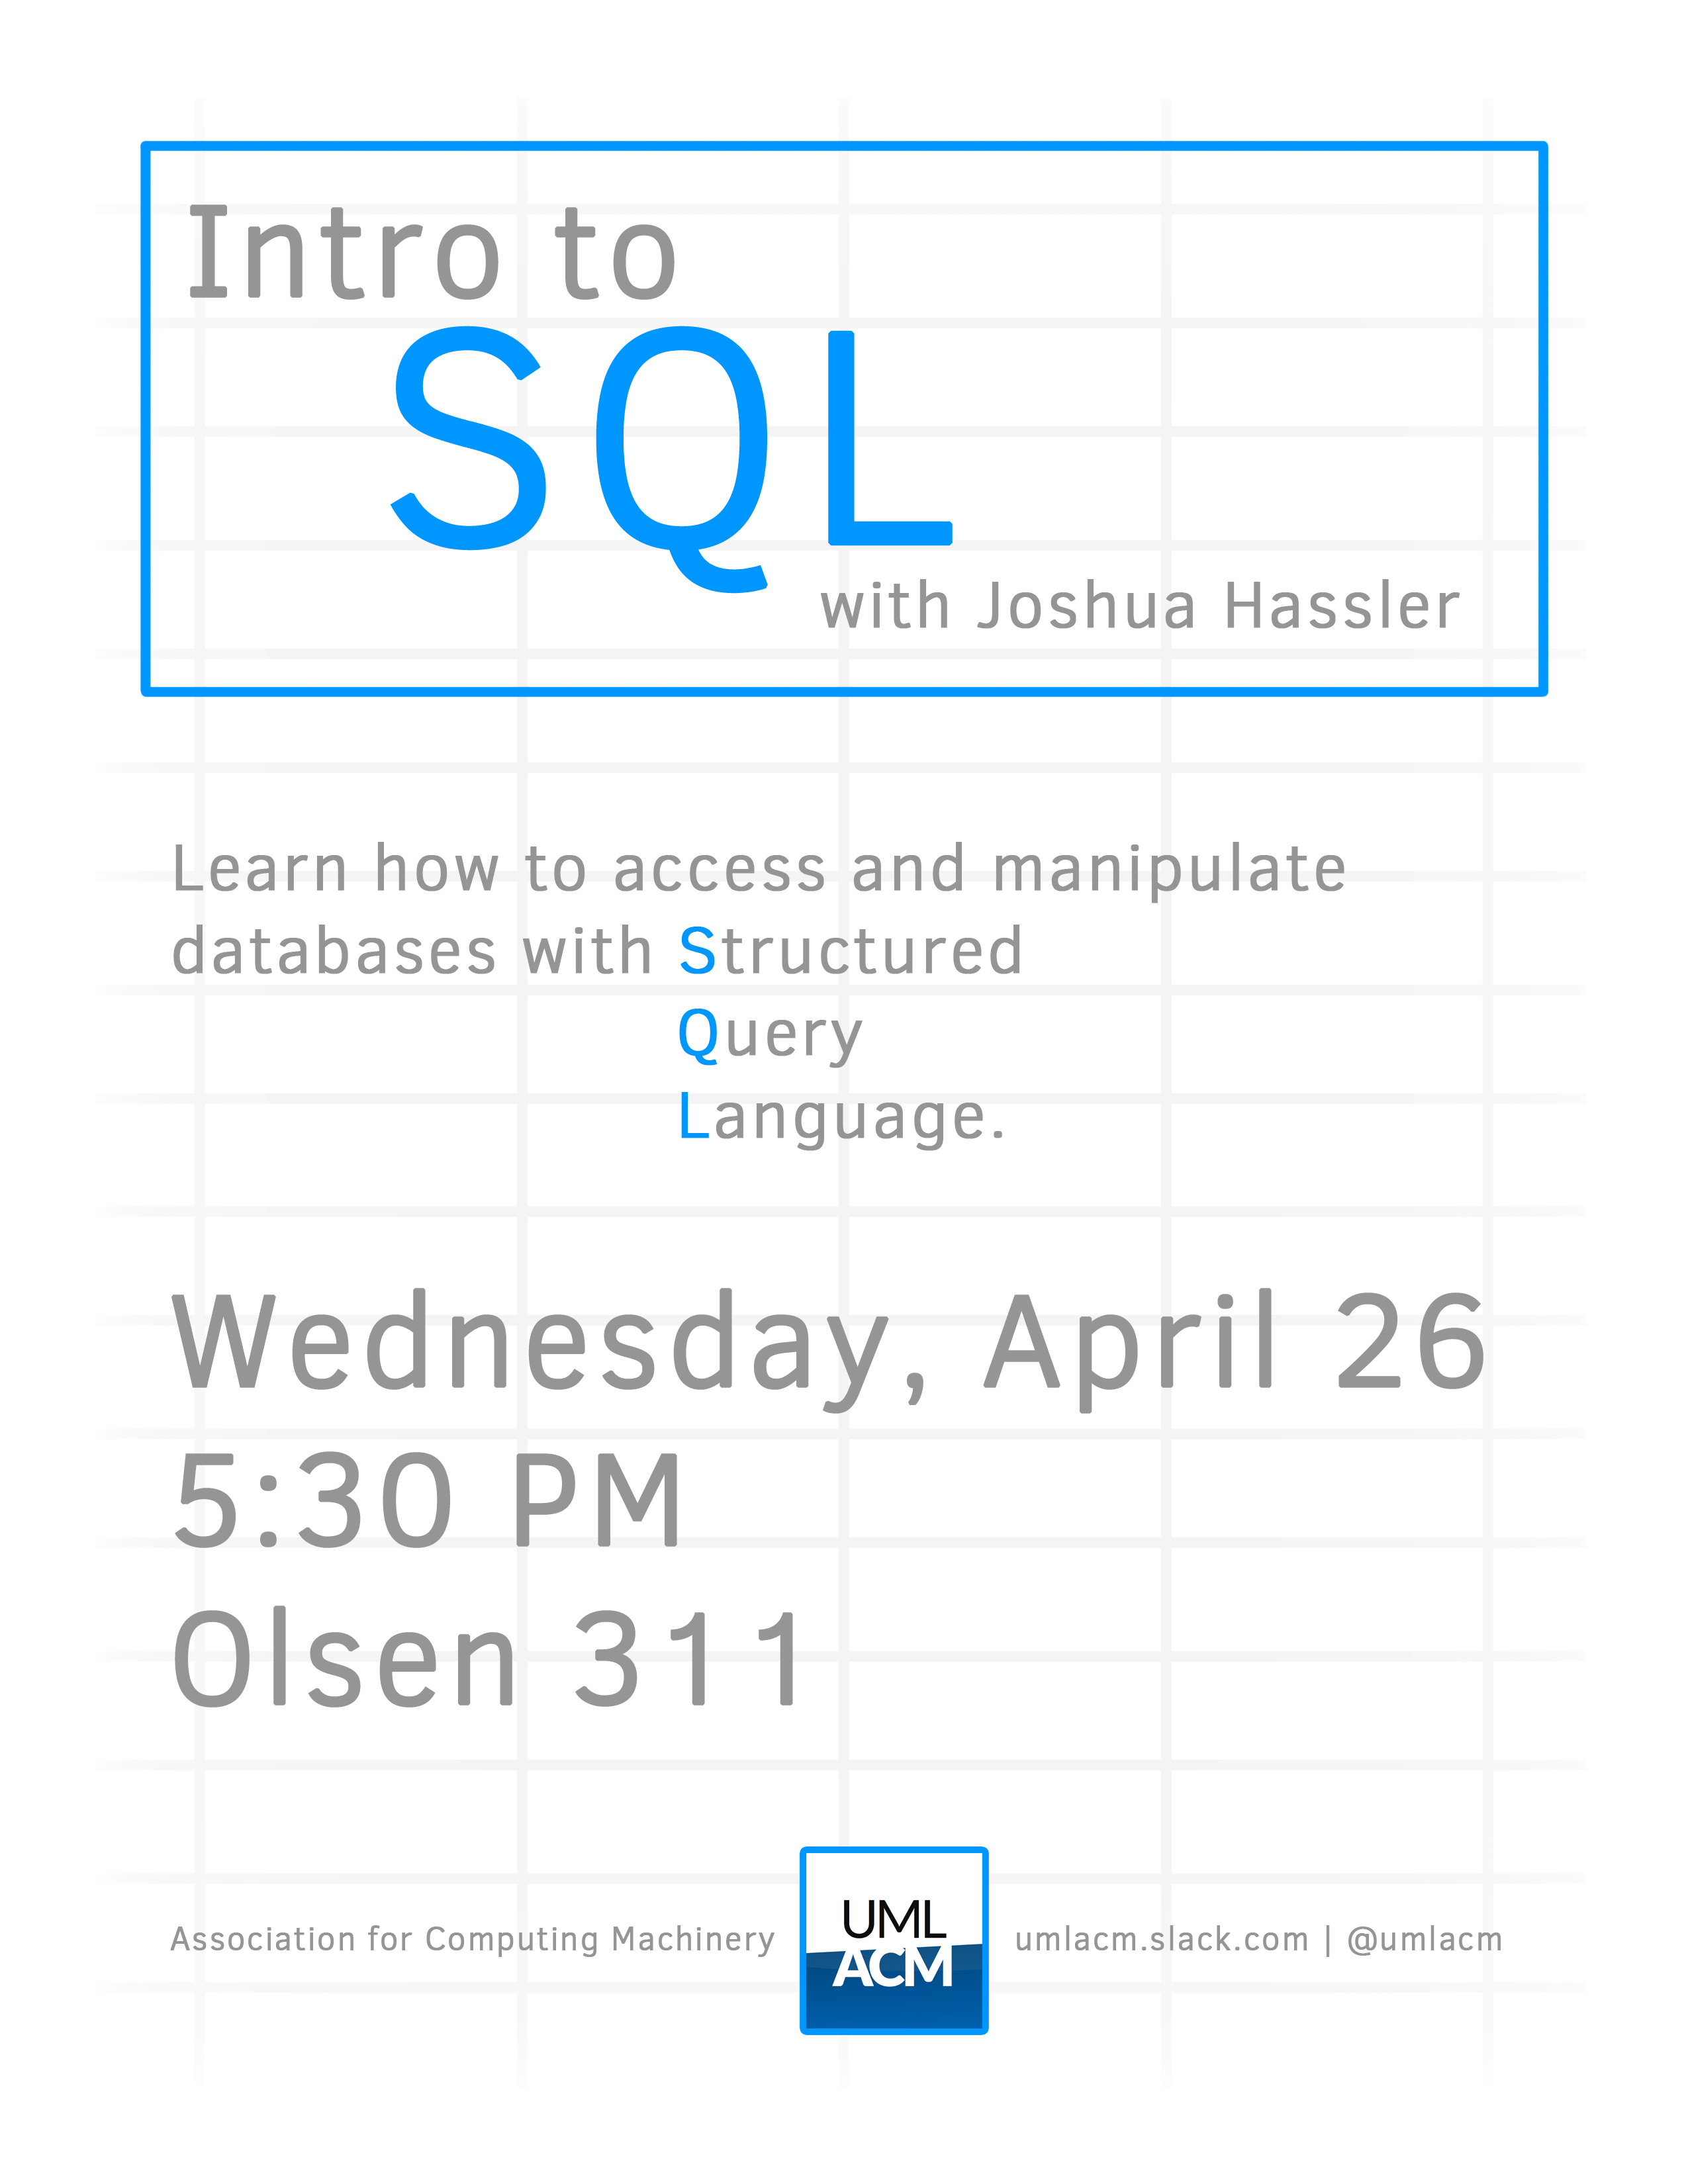 Intro to
SQL
with Joshua Hassler
Learn how to access and manipulate
databases with Structured
Query
Language.
Wednesday, April 26
5:30 PM
Olsen 311
Association for Computing Machinery
UML
ACM
umlacm.slack.com | @umlacm